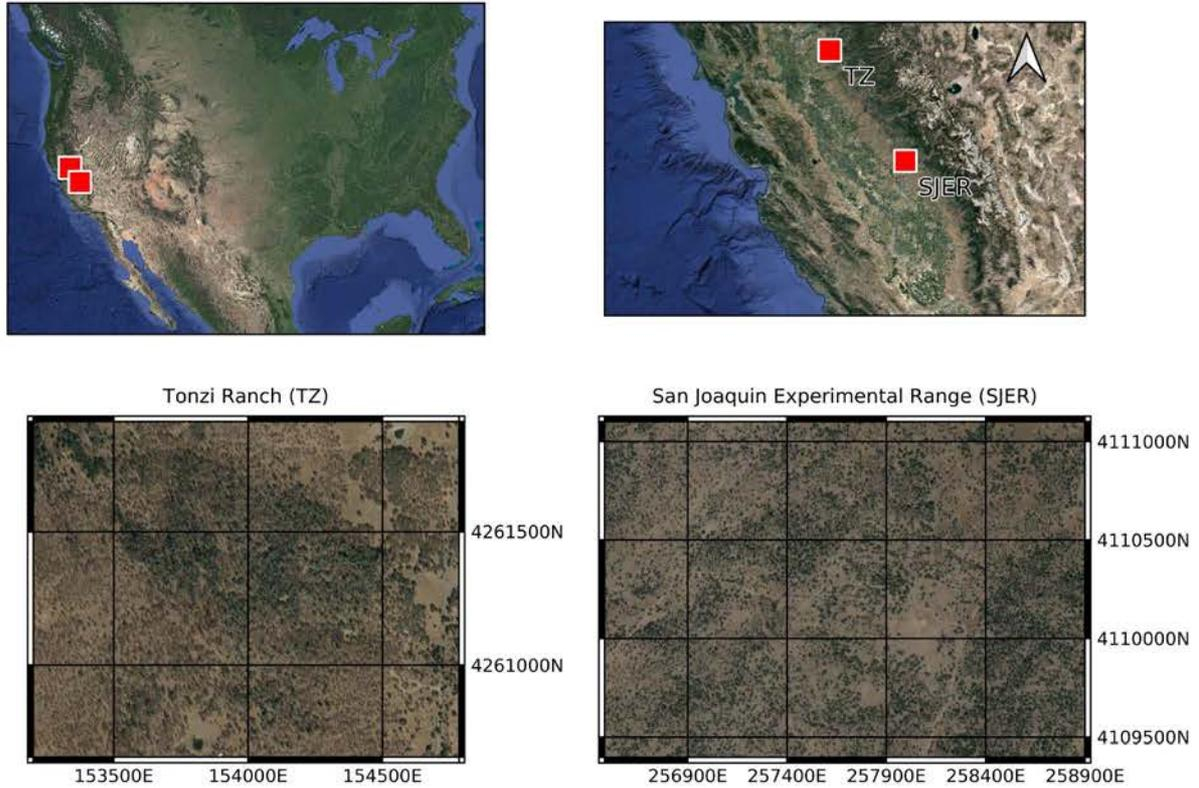 TZ
SJER
Tonzi Ranch (TZ)
San Joaquin Experimental Range (SJER)
4261500N
4261000N
153500E 154000E 154500E
4111000N
4110500N
4110000N
4109500N
256900E 257400E 257900E 258400E 258900E